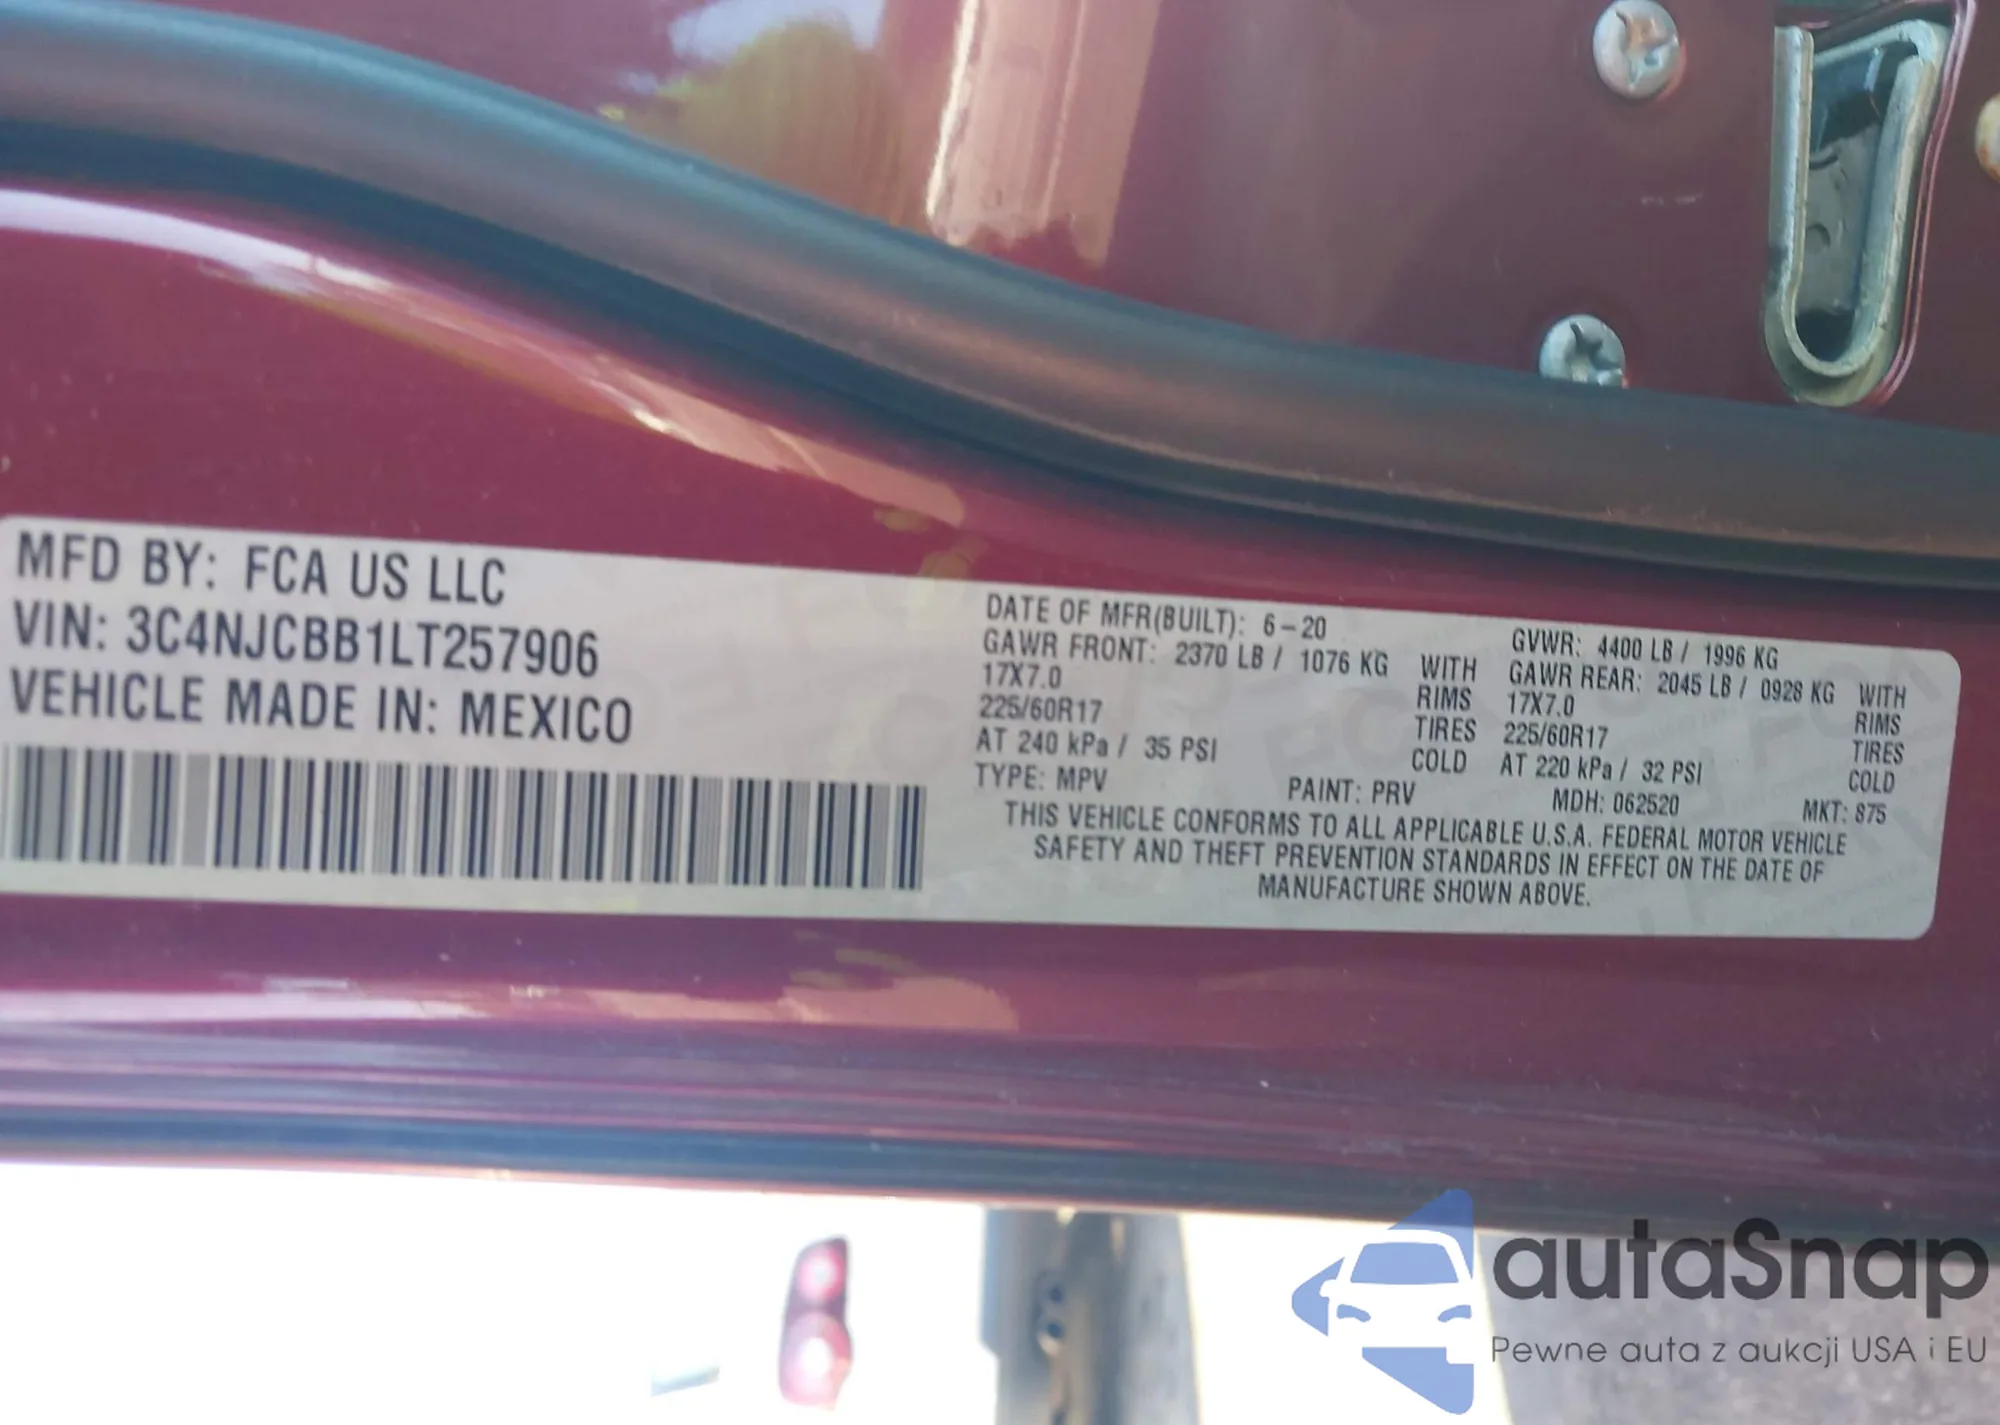 MFD BY: FCA US LLC
VIN: 3C4NJCBB1LT257906
VEHICLE MADE IN: MEXICO
DATE OF MFR(BUILT): 6-20 GVWR: 4400 LB / 1996 KG
GAWR FRONT: 2370 LB / 1076 KG WITH GAWR REAR: 2045 LB / 0928 KG WITH
17X7.0 RIMS 17X7.0 RIMS
225/60R17 TIRES 225/60R17 TIRES
AT 240 kPa / 35 PSI COLD AT 220 kPa / 32 PSI COLD
TYPE: MPV PAINT: PRV MDH: 062520 MKT: 875
THIS VEHICLE CONFORMS TO ALL APPLICABLE U.S.A. FEDERAL MOTOR VEHICLE
SAFETY AND THEFT PREVENTION STANDARDS IN EFFECT ON THE DATE OF
MANUFACTURE SHOWN ABOVE.
autaSnap
Pewne auta z aukcji USA i EU